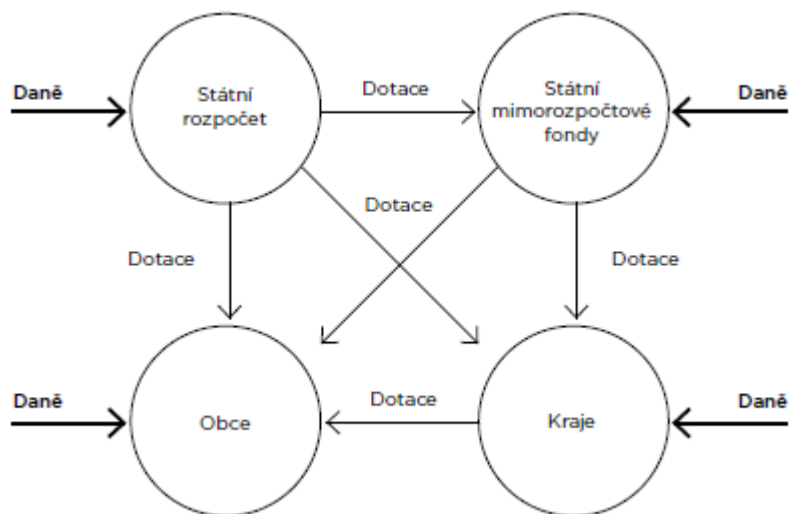 Daně
Státní
rozpočet
Dotace
Státní
mimorozpočtové
fondy
Daně
Dotace
Dotace
Dotace
Daně
Obce
Dotace
Kraje
Daně